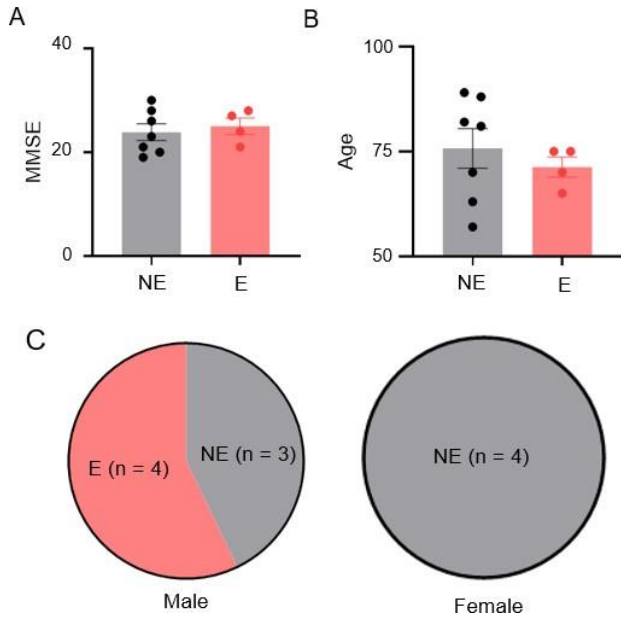 A
MMSE
40
20
0
NE
E
B
Age
100
75
50
NE
E
C
E (n = 4)
NE (n = 3)
Male
NE (n = 4)
Female